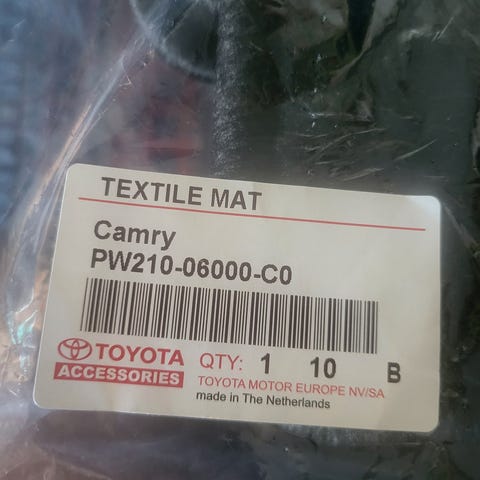 TEXTILE MAT
Camry
PW210-06000-C0
TOYOTA
ACCESSORIES
QTY: 1 10 B
TOYOTA MOTOR EUROPE NV/SA
made in The Netherlands